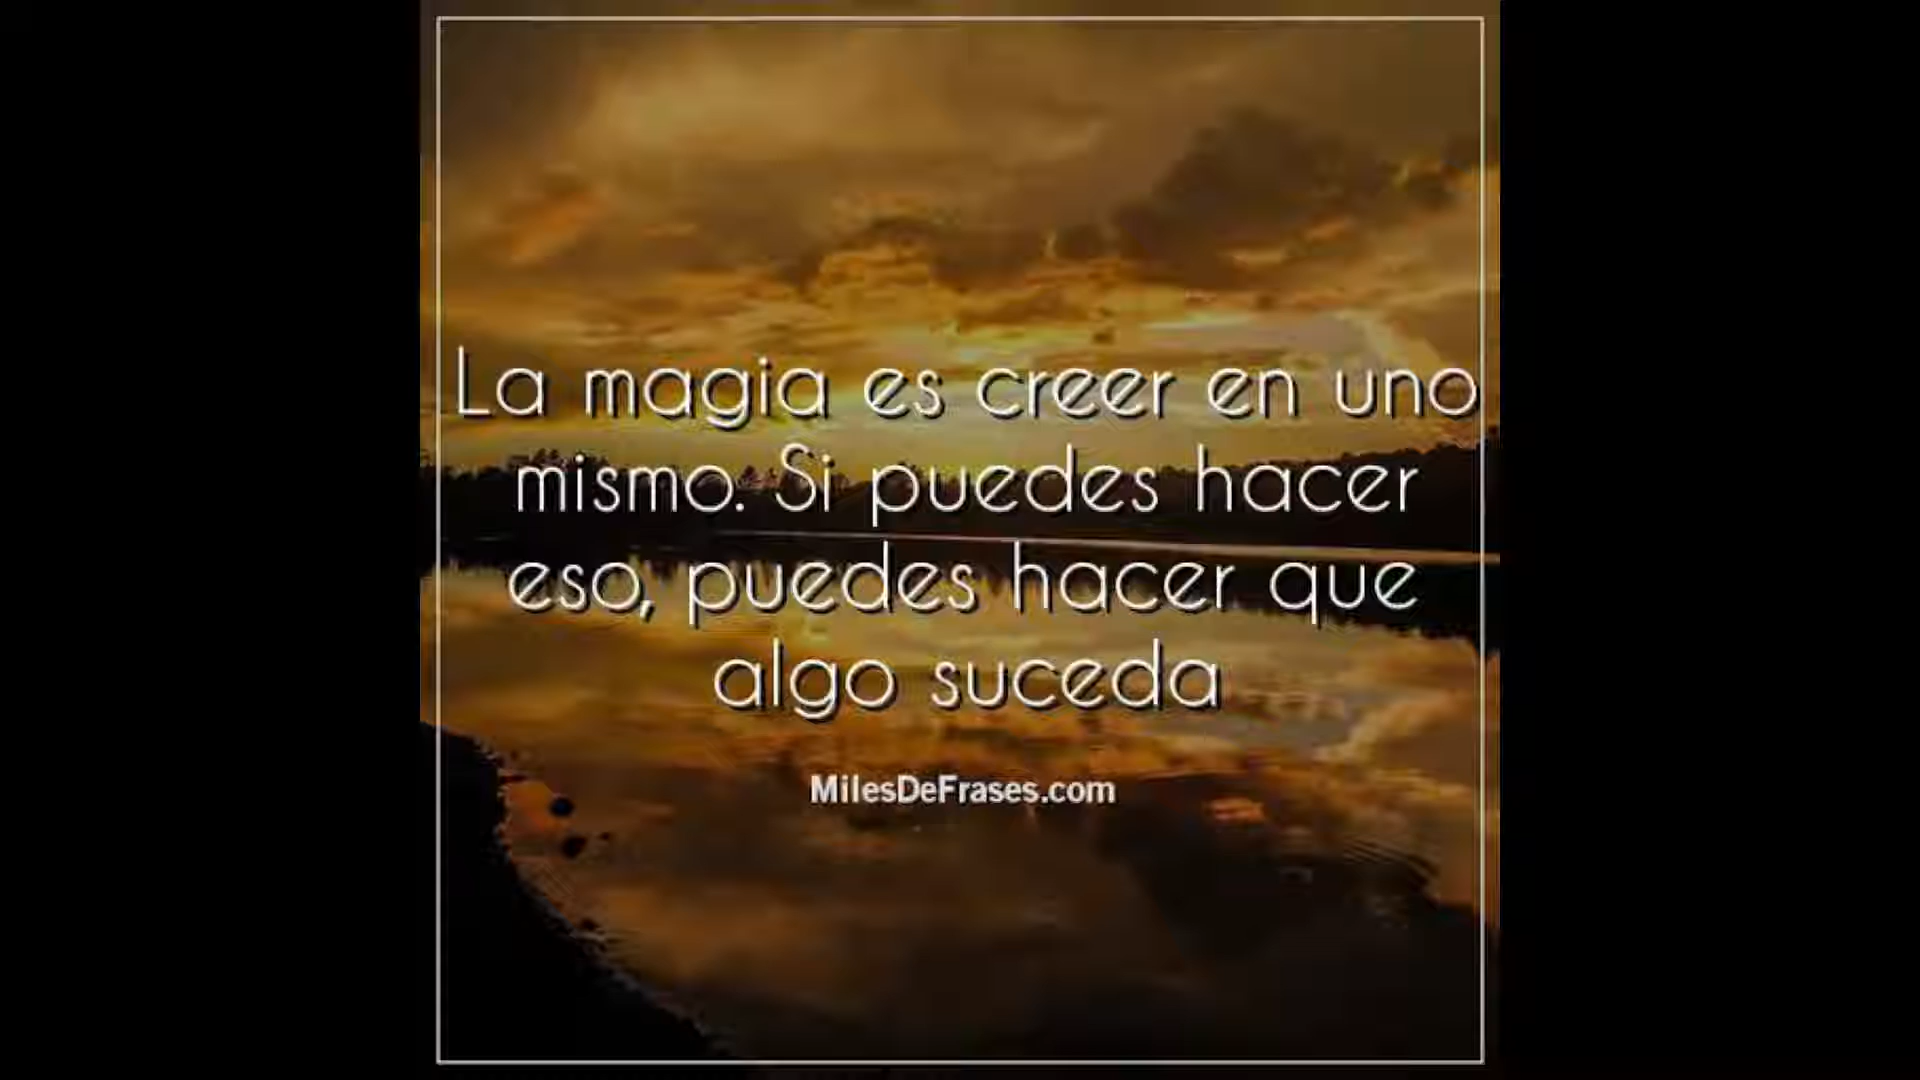 La magia es creer en uno
mismo. Si puedes hacer
eso, puedes hacer que
algo suceda
MilesDeFrases.com